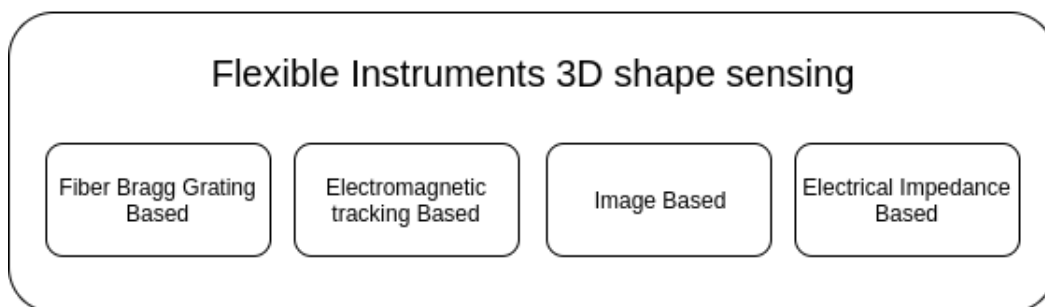 Flexible Instruments 3D shape sensing
Fiber Bragg Grating
Based
Electromagnetic
tracking Based
Image Based
Electrical Impedance
Based